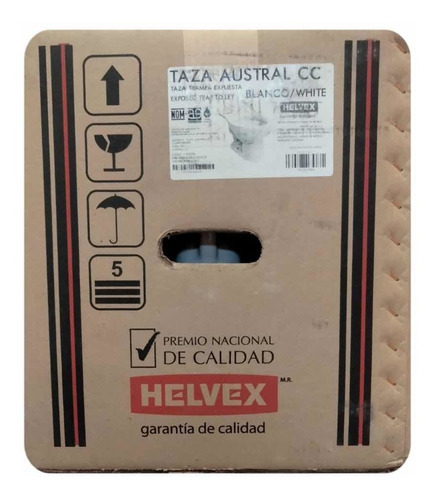 TAZA AUSTRAL CC
TAZA TRAMPA EXPUESTA
EXPOSED TRAP TOILET
BLANCO/WHITE
NOM
HELVEX
5
PREMIO NACIONAL
DE CALIDAD
HELVEX
M.R.
garantía de calidad